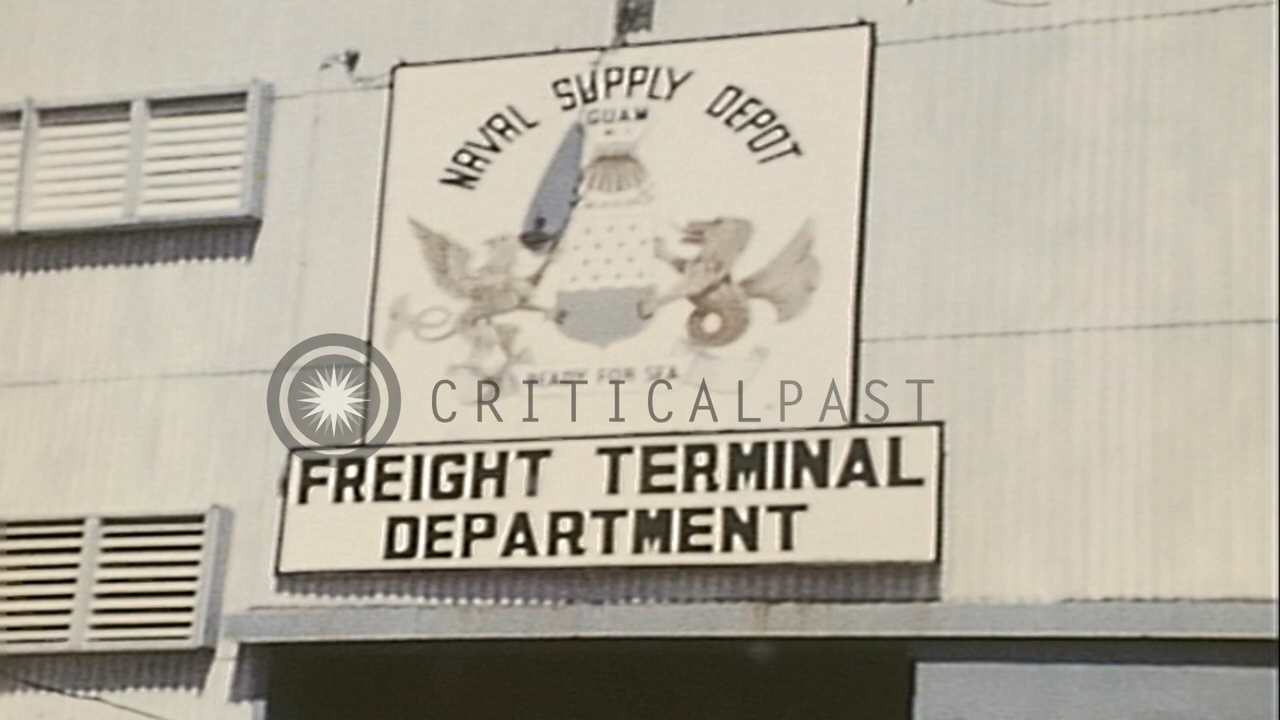 NAVAL SUPPLY DEPOT
GUAM
READY FOR SEA
CRITICALPAST
FREIGHT TERMINAL
DEPARTMENT